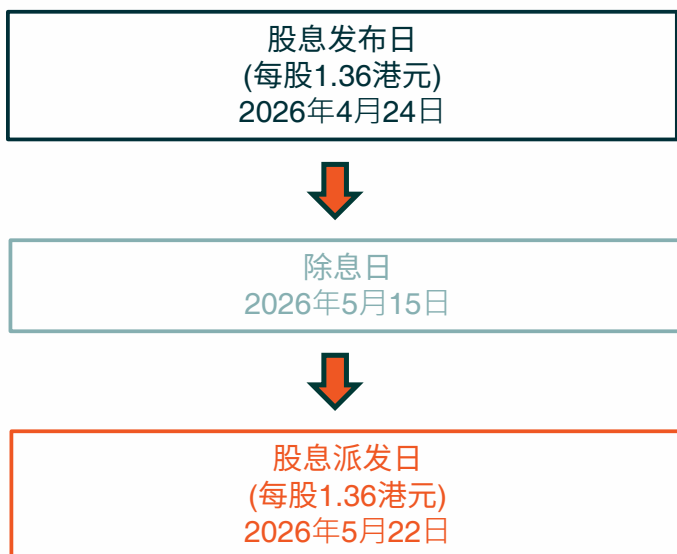 股息发布日
(每股1.36港元)
2026年4月24日
除息日
2026年5月15日
股息派发日
(每股1.36港元)
2026年5月22日